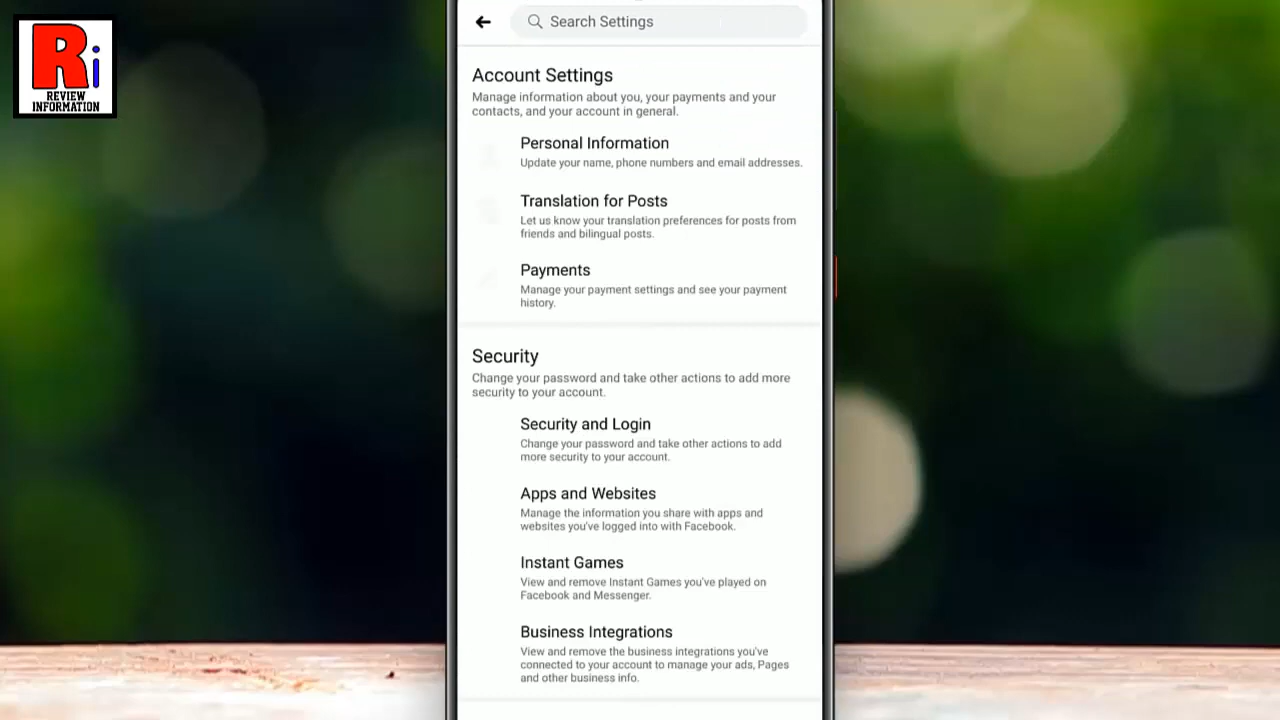 Ri
REVIEW
INFORMATION
Search Settings
Account Settings
Manage information about you, your payments and your
contacts, and your account in general.
Personal Information
Update your name, phone numbers and email addresses.
Translation for Posts
Let us know your translation preferences for posts from
friends and bilingual posts.
Payments
Manage your payment settings and see your payment
history.
Security
Change your password and take other actions to add more
security to your account.
Security and Login
Change your password and take other actions to add
more security to your account.
Apps and Websites
Manage the information you share with apps and
websites you've logged into with Facebook.
Instant Games
View and remove Instant Games you've played on
Facebook and Messenger.
Business Integrations
View and remove the business integrations you've
connected to your account to manage your ads, Pages
and other business info.